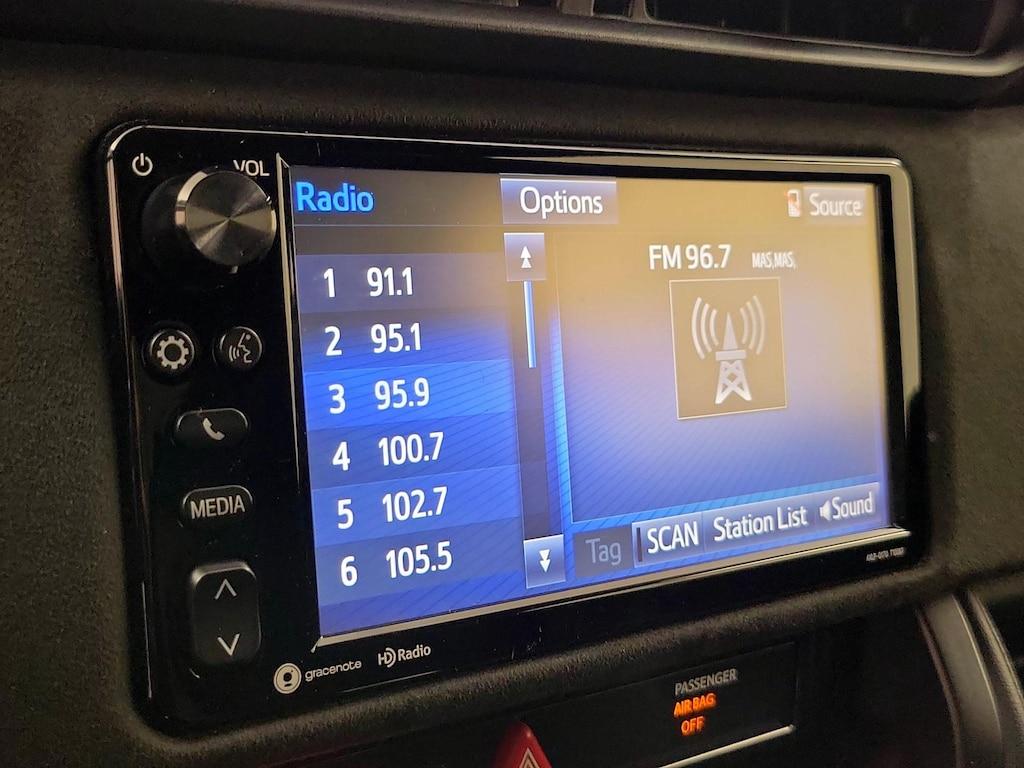 VOL
Radio
Options
Source
FM 96.7 MAS,MAS,
1 91.1
2 95.1
3 95.9
4 100.7
5 102.7
6 105.5
MEDIA
Tag
SCAN
Station List
Sound
gracenote
HD Radio
PASSENGER
AIR BAG
OFF